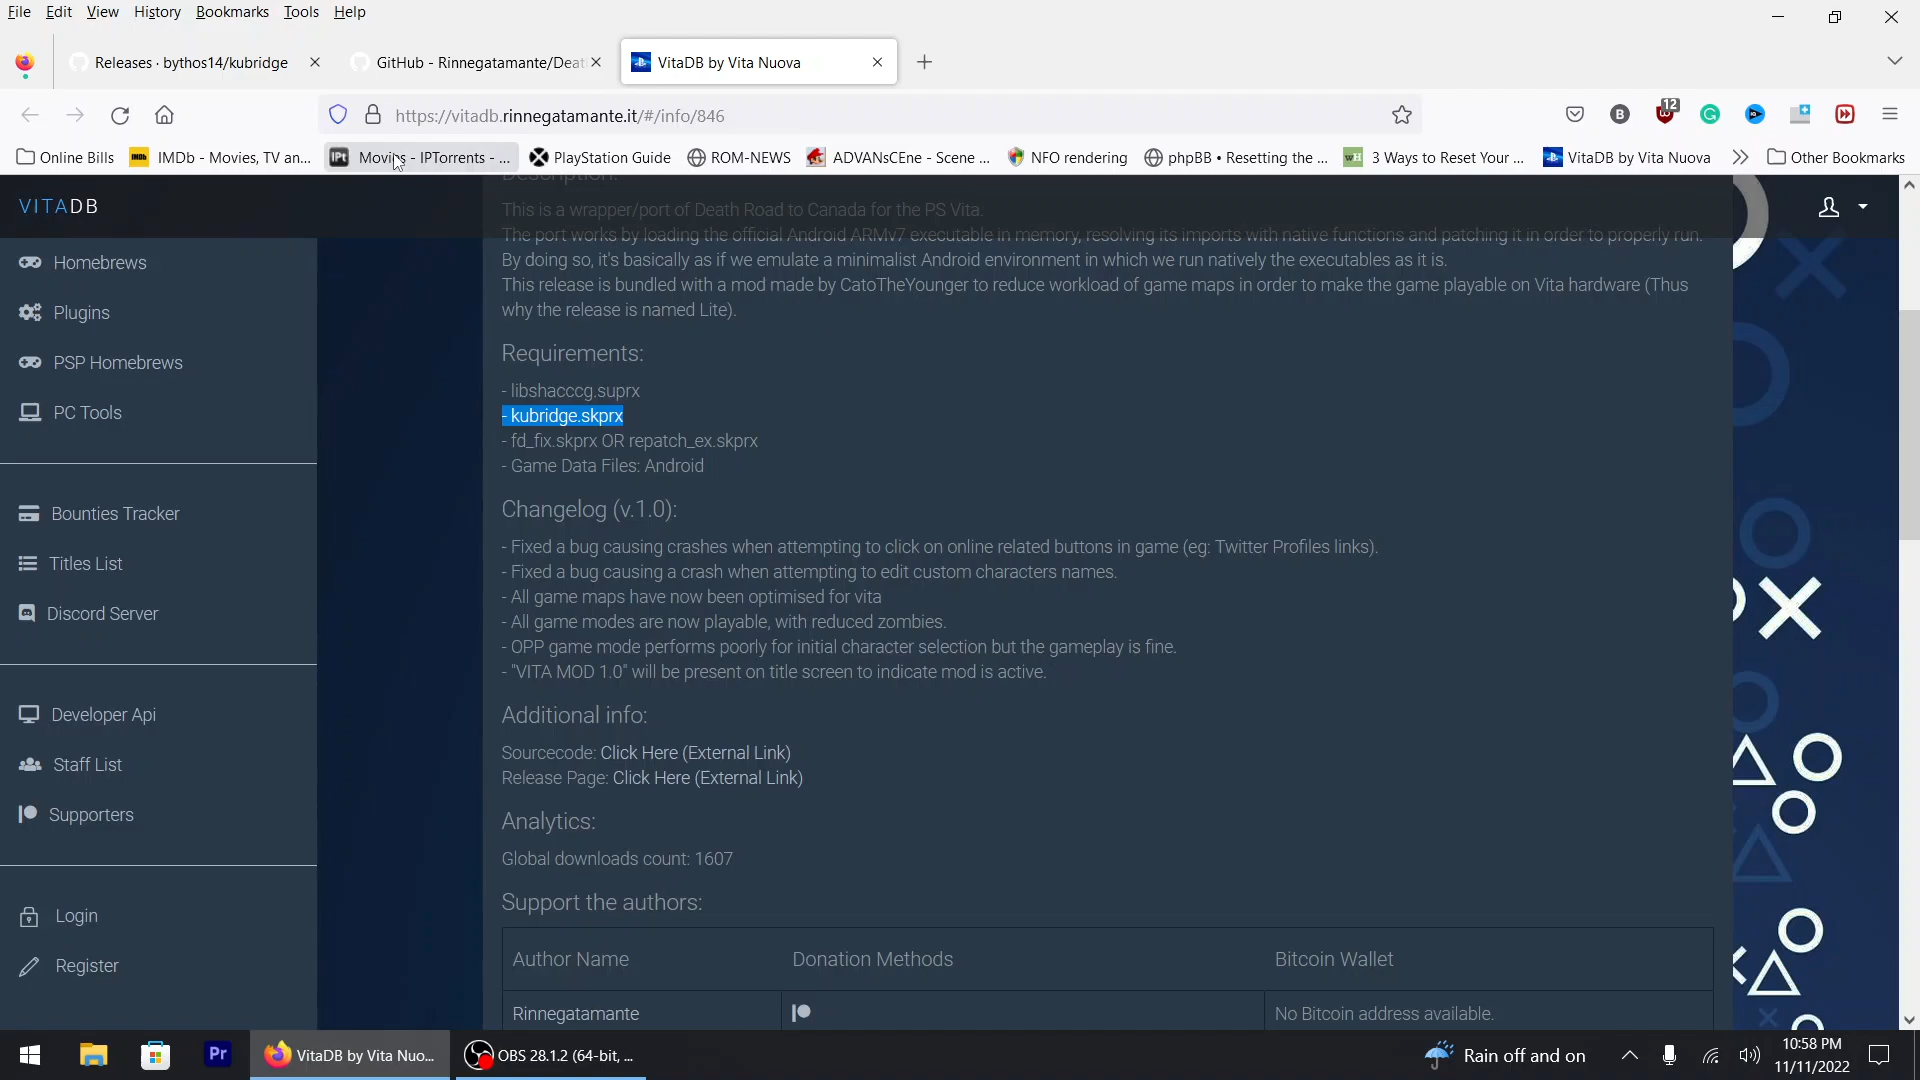 File Edit View History Bookmarks Tools Help
Releases · bythos14/kubridge
GitHub - Rinnegatamante/Deat
VitaDB by Vita Nuova
https://vitadb.rinnegatamante.it/#/info/846
B
12
Online Bills
IMDb
IMDb - Movies, TV an...
IPt
Movies - IPTorrents - ...
PlayStation Guide
ROM-NEWS
ADVANsCEne - Scene ...
NFO rendering
phpBB • Resetting the ...
wH
3 Ways to Reset Your ...
VitaDB by Vita Nuova
Other Bookmarks
VITADB
Homebrews
Plugins
PSP Homebrews
PC Tools
Bounties Tracker
Titles List
Discord Server
Developer Api
Staff List
Supporters
Login
Register
Description:
This is a wrapper/port of Death Road to Canada for the PS Vita.
The port works by loading the official Android ARMv7 executable in memory, resolving its imports with native functions and patching it in order to properly run.
By doing so, it's basically as if we emulate a minimalist Android environment in which we run natively the executables as it is.
This release is bundled with a mod made by CatoTheYounger to reduce workload of game maps in order to make the game playable on Vita hardware (Thus
why the release is named Lite).
Requirements:
- libshacccg.suprx
- kubridge.skprx
- fd_fix.skprx OR repatch_ex.skprx
- Game Data Files: Android
Changelog (v.1.0):
- Fixed a bug causing crashes when attempting to click on online related buttons in game (eg: Twitter Profiles links).
- Fixed a bug causing a crash when attempting to edit custom characters names.
- All game maps have now been optimised for vita
- All game modes are now playable, with reduced zombies.
- OPP game mode performs poorly for initial character selection but the gameplay is fine.
- "VITA MOD 1.0" will be present on title screen to indicate mod is active.
Additional info:
Sourcecode: Click Here (External Link)
Release Page: Click Here (External Link)
Analytics:
Global downloads count: 1607
Support the authors:
Author Name Donation Methods Bitcoin Wallet
Rinnegatamante No Bitcoin address available.
Pr
VitaDB by Vita Nuo...
OBS 28.1.2 (64-bit, ...
Rain off and on
10:58 PM
11/11/2022